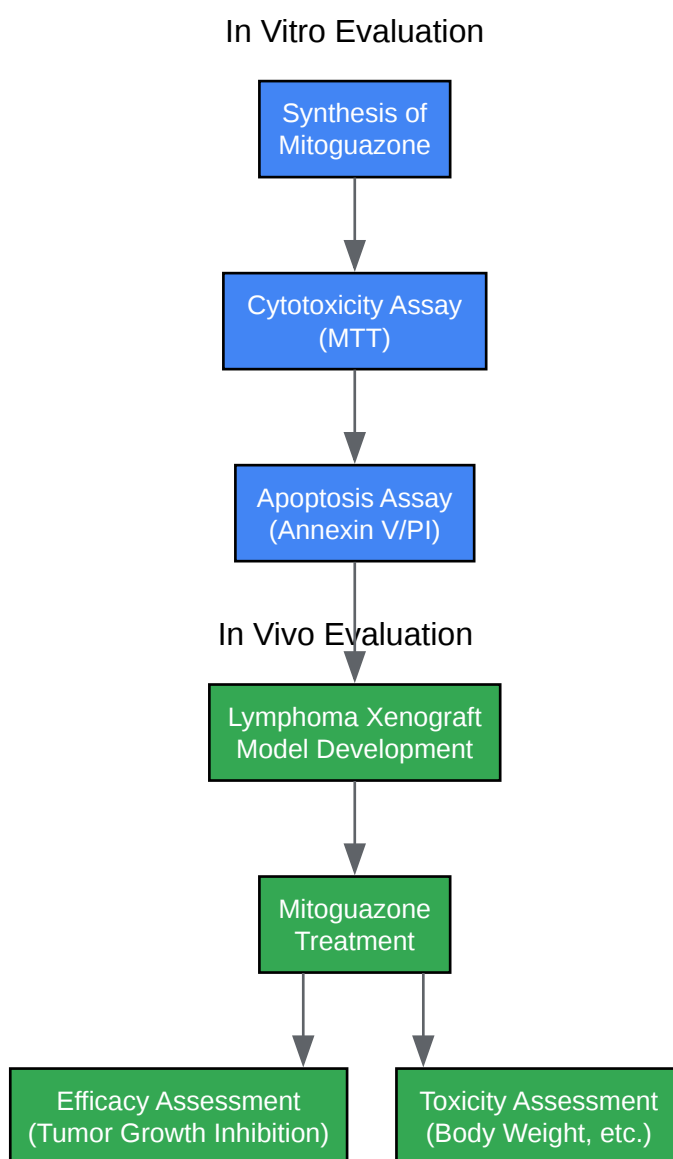 In Vitro Evaluation
Synthesis of
Mitoguazone
Cytotoxicity Assay
(MTT)
Apoptosis Assay
(Annexin V/PI)
In Vivo Evaluation
Lymphoma Xenograft
Model Development
Mitoguazone
Treatment
Efficacy Assessment
(Tumor Growth Inhibition)
Toxicity Assessment
(Body Weight, etc.)